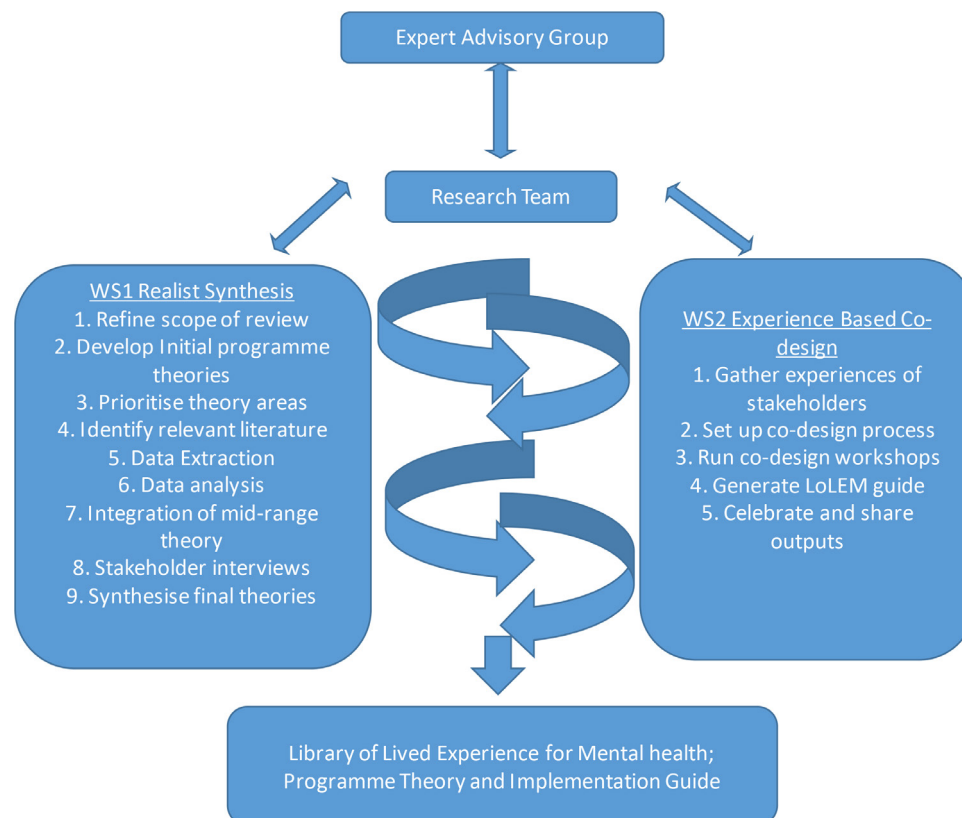 Expert Advisory Group
Research Team
WS1 Realist Synthesis
1. Refine scope of review
2. Develop Initial programme
theories
3. Prioritise theory areas
4. Identify relevant literature
5. Data Extraction
6. Data analysis
7. Integration of mid-range
theory
8. Stakeholder interviews
9. Synthesise final theories
WS2 Experience Based Co-
design
1. Gather experiences of
stakeholders
2. Set up co-design process
3. Run co-design workshops
4. Generate LoLEM guide
5. Celebrate and share
outputs
Library of Lived Experience for Mental health;
Programme Theory and Implementation Guide